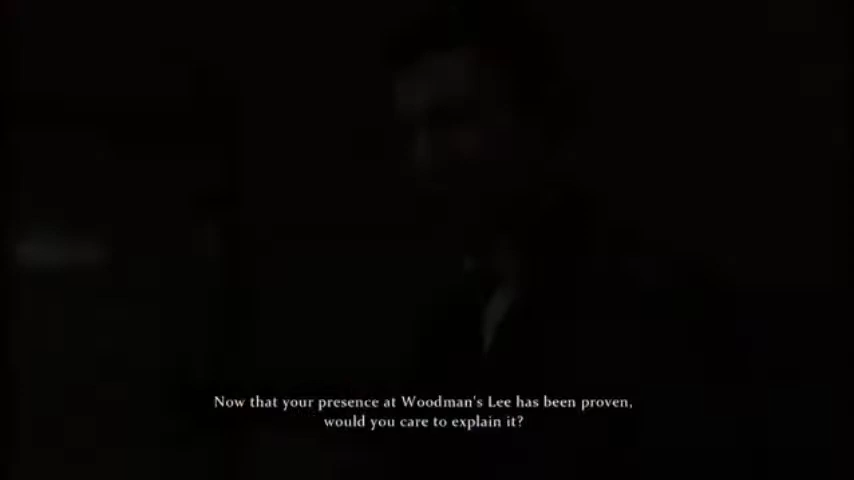 Now that your presence at Woodman's Lee has been proven,
would you care to explain it?